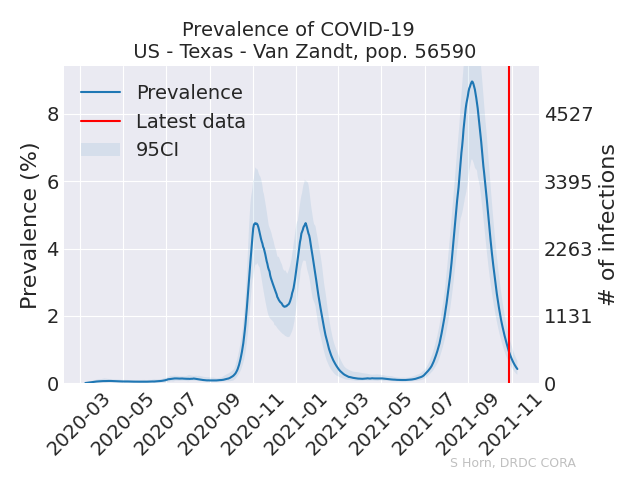 Prevalence of COVID-19
US - Texas - Van Zandt, pop. 56590
Prevalence
Latest data
95CI
Prevalence (%)
8
6
4
2
0
4527
3395
2263
1131
0
# of infections
2020-03
2020-05
2020-07
2020-09
2020-11
2021-01
2021-03
2021-05
2021-07
2021-09
2021-11
S Horn, DRDC CORA